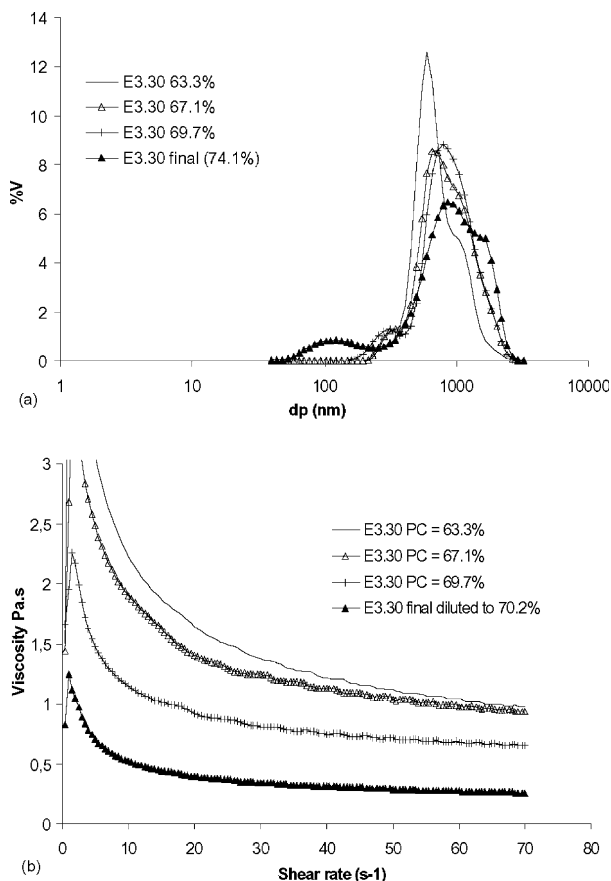 14
12
10
8
6
4
2
0
%V
E3.30 63.3%
E3.30 67.1%
E3.30 69.7%
E3.30 final (74.1%)
1 10 100 1000 10000
(a)
dp (nm)
3
2,5
2
1,5
1
0,5
0
Viscosity Pa.s
E3.30 PC = 63.3%
E3.30 PC = 67.1%
E3.30 PC = 69.7%
E3.30 final diluted to 70.2%
0 10 20 30 40 50 60 70 80
(b)
Shear rate (s-1)